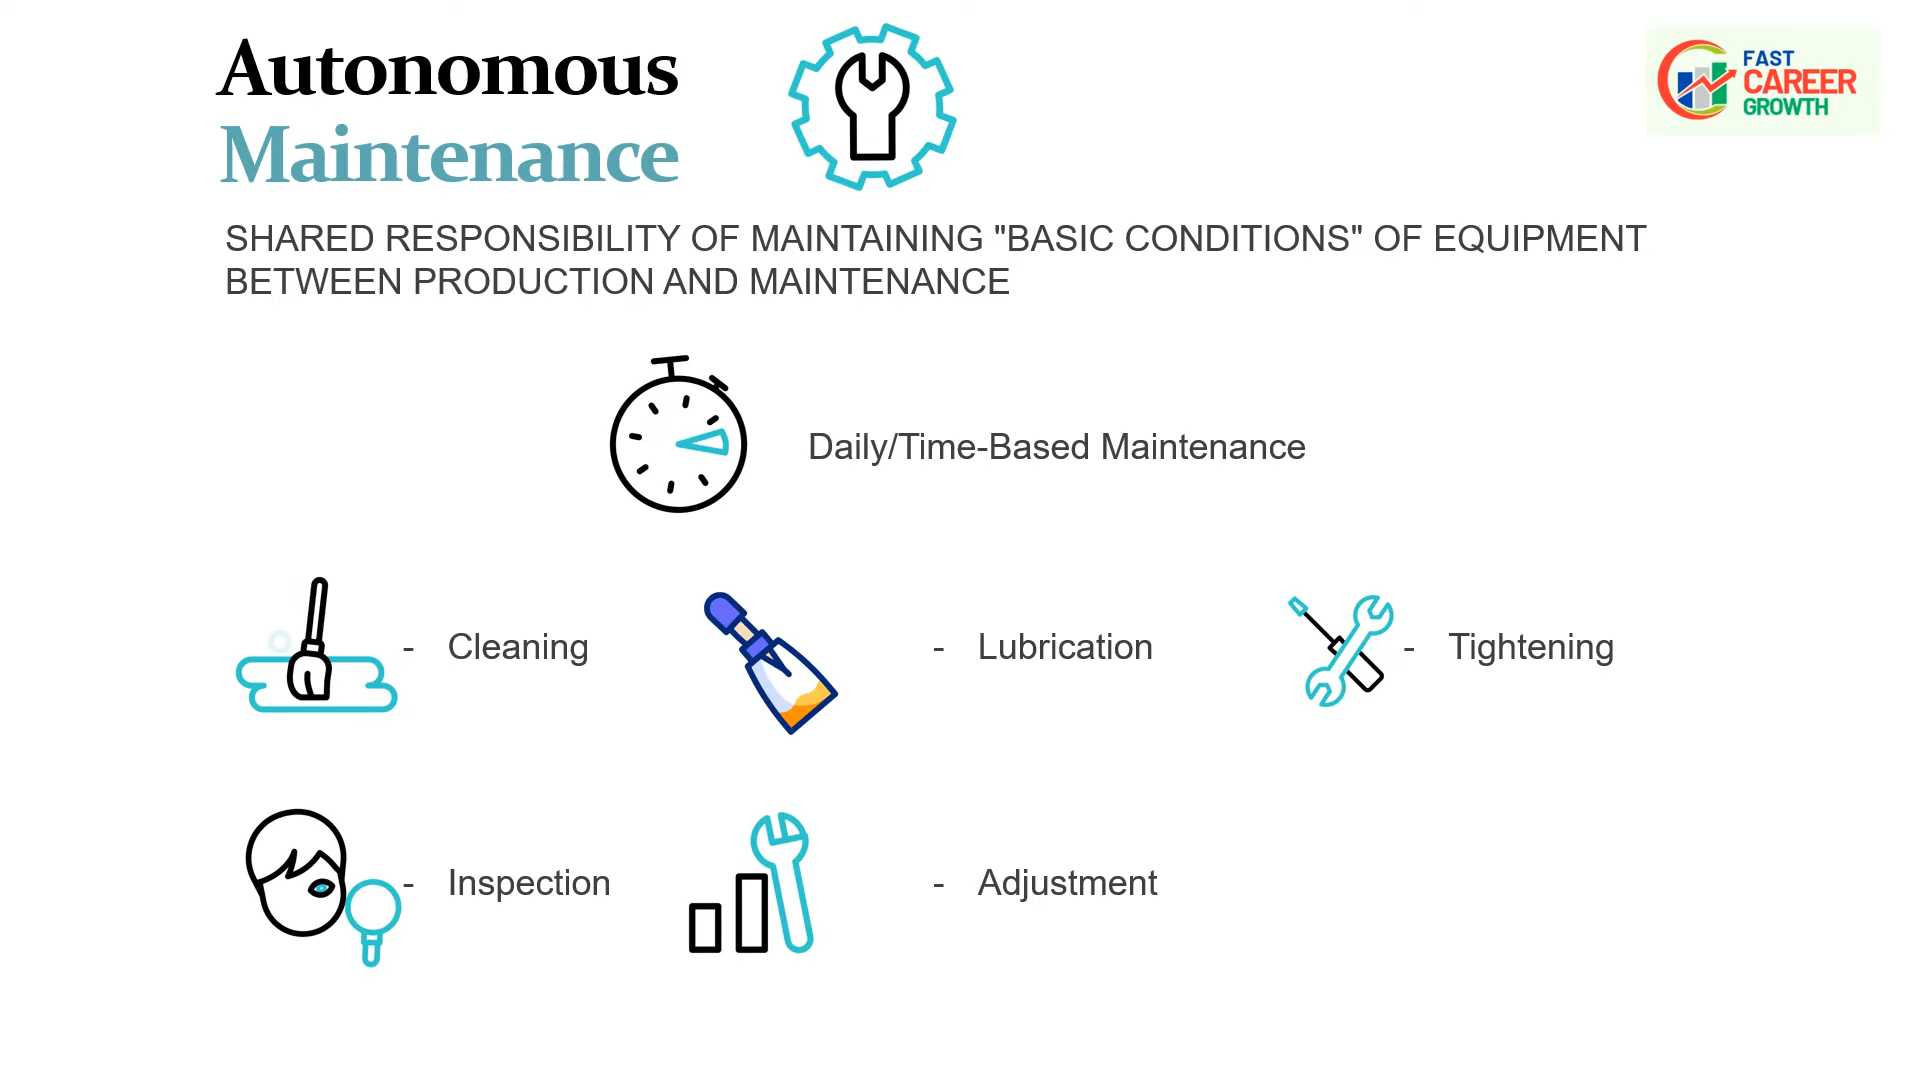 Autonomous
Maintenance
FAST
CAREER
GROWTH
SHARED RESPONSIBILITY OF MAINTAINING "BASIC CONDITIONS" OF EQUIPMENT
BETWEEN PRODUCTION AND MAINTENANCE
Daily/Time-Based Maintenance
- Cleaning
- Lubrication
- Tightening
- Inspection
- Adjustment